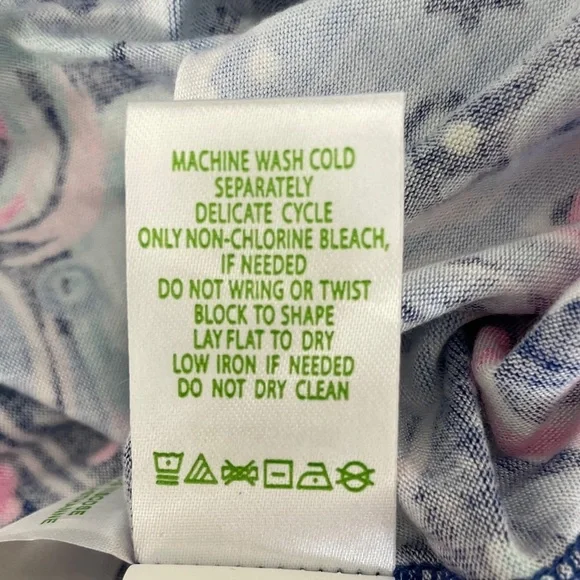 MACHINE WASH COLD
SEPARATELY
DELICATE CYCLE
ONLY NON-CHLORINE BLEACH,
IF NEEDED
DO NOT WRING OR TWIST
BLOCK TO SHAPE
LAY FLAT TO DRY
LOW IRON IF NEEDED
DO NOT DRY CLEAN